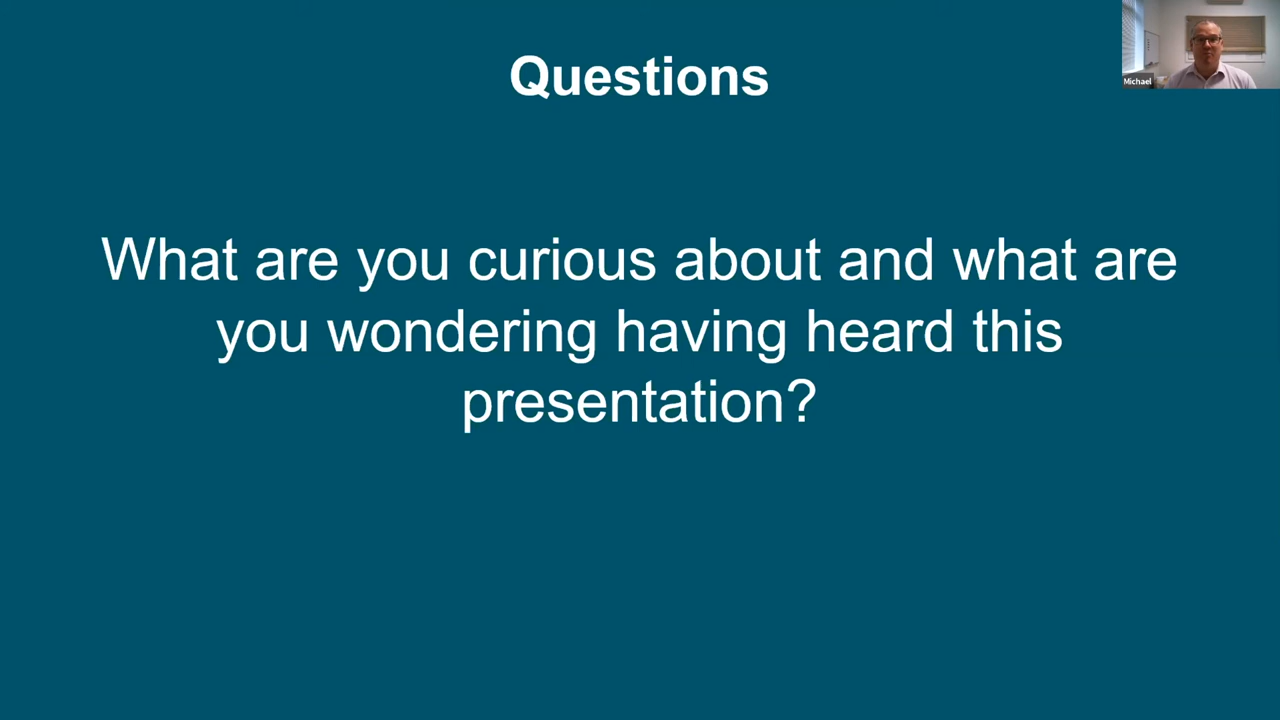 Questions
Michael
What are you curious about and what are
you wondering having heard this
presentation?